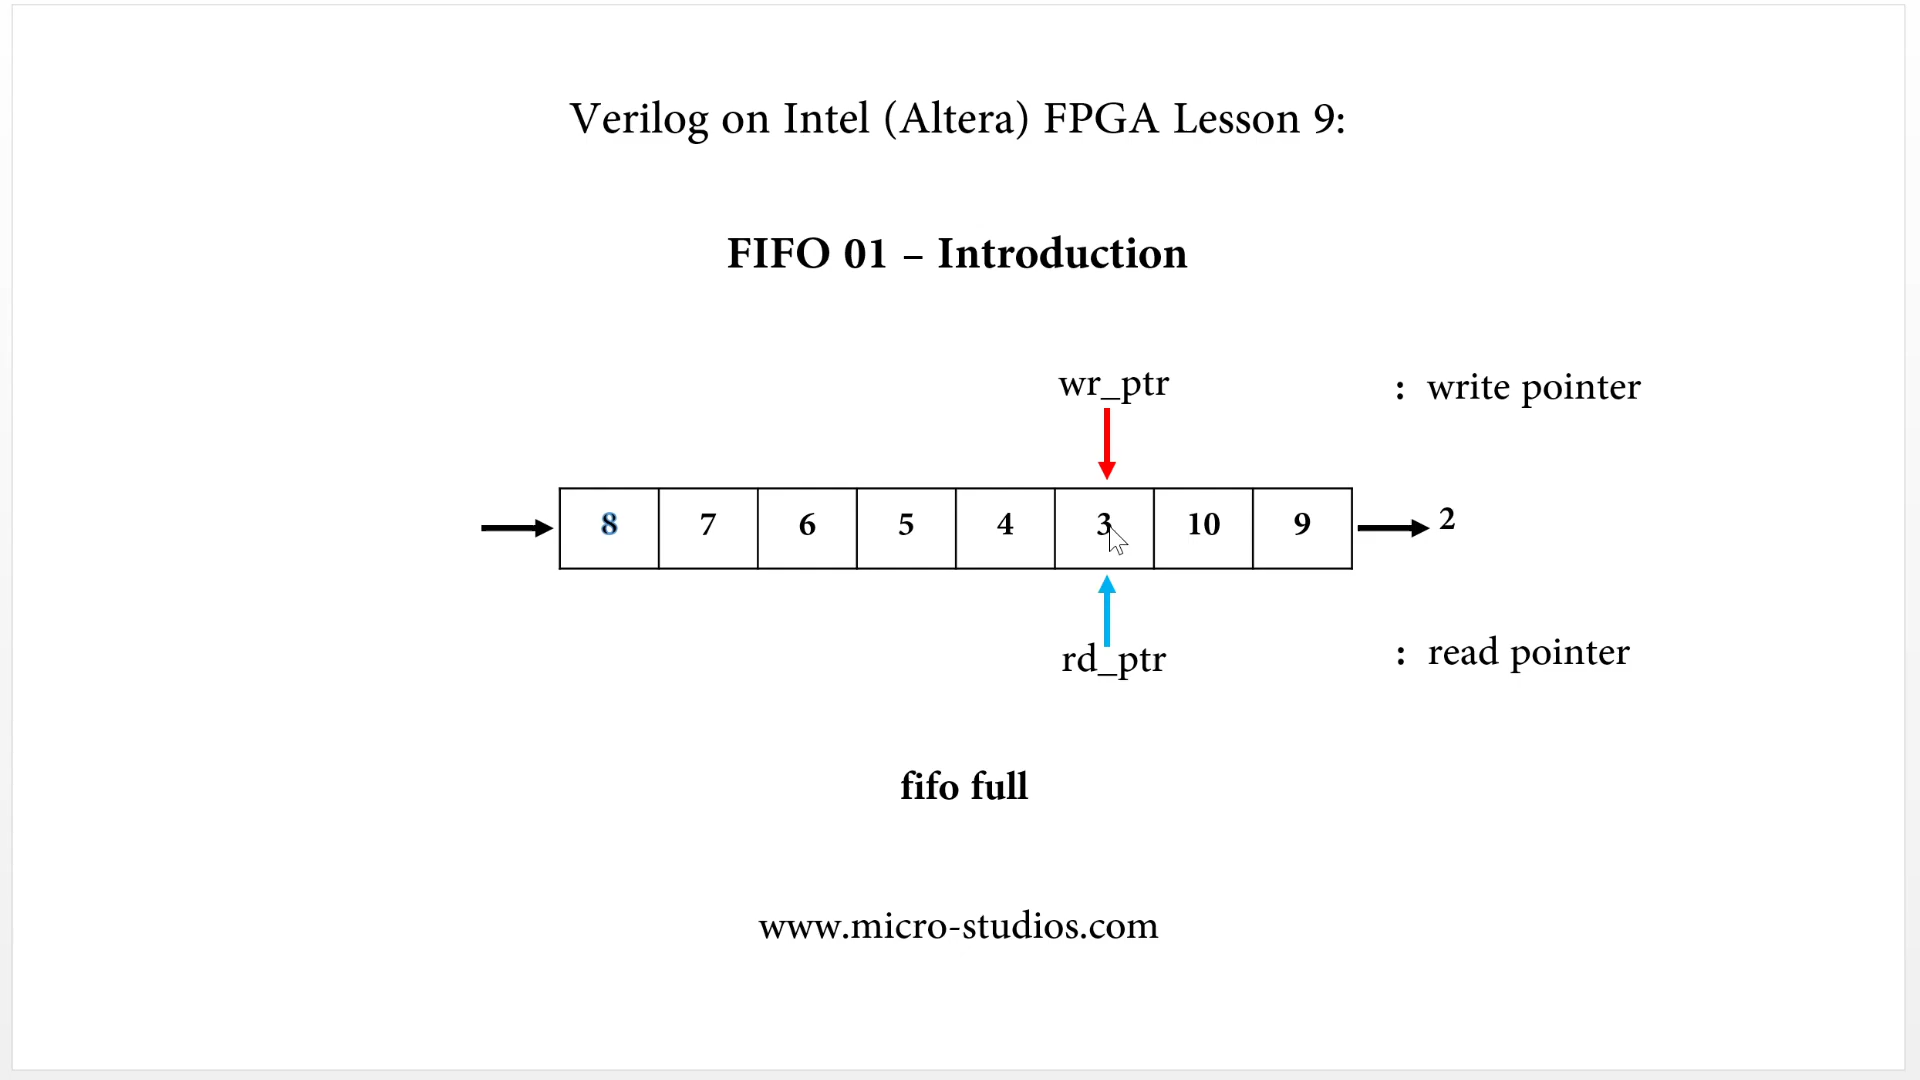 Verilog on Intel (Altera) FPGA Lesson 9:
FIFO 01 – Introduction
wr_ptr : write pointer
8 7 6 5 4 3 10 9 2
rd_ptr : read pointer
fifo full
www.micro-studios.com